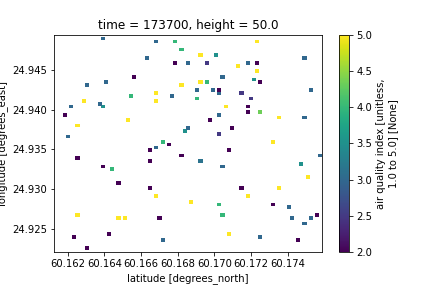 time = 173700, height = 50.0
24.945
24.940
24.935
24.930
24.925
longitude [degrees_east]
60.162 60.164 60.166 60.168 60.170 60.172 60.174
latitude [degrees_north]
5.0
4.5
4.0
3.5
3.0
2.5
2.0
air quality index [unitless,
1.0 to 5.0] [None]